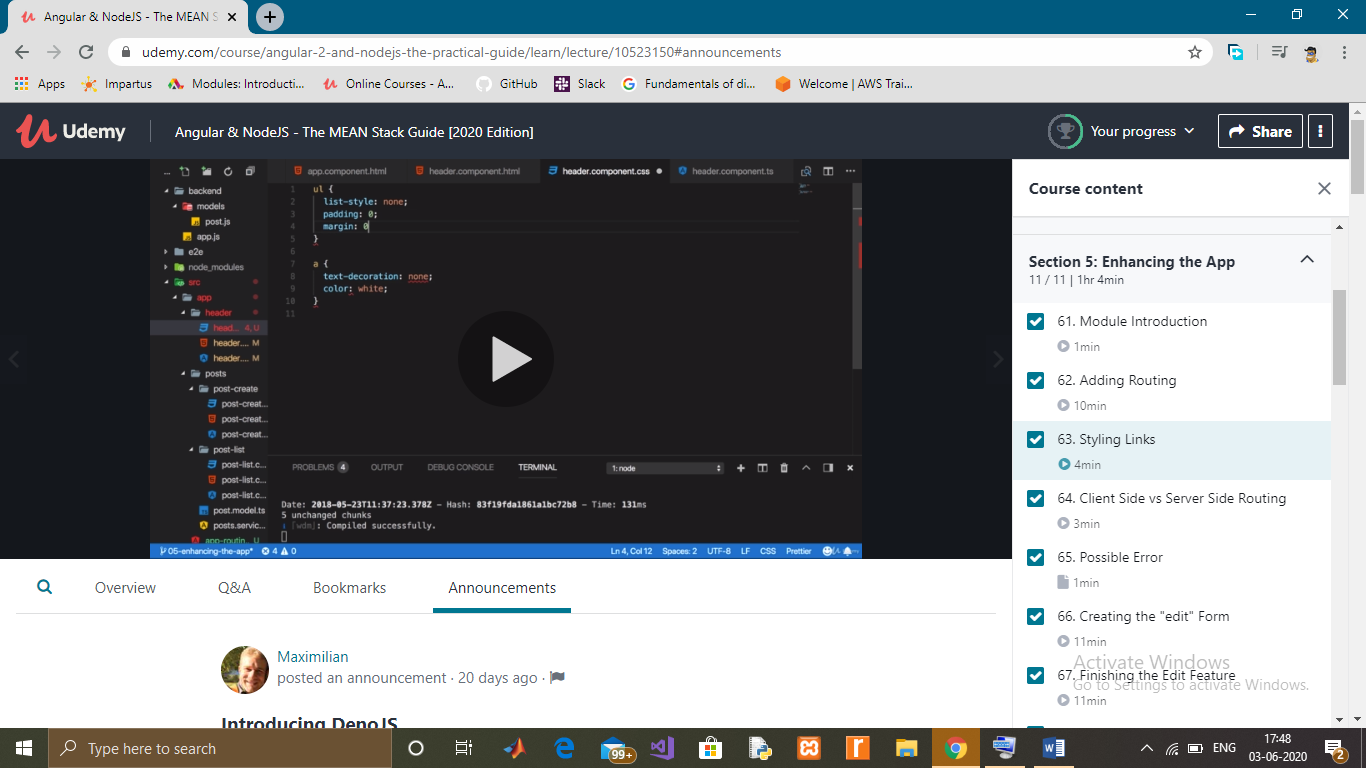 Angular & NodeJS - The MEAN S
udemy.com/course/angular-2-and-nodejs-the-practical-guide/learn/lecture/10523150#announcements
Apps
Impartus
Modules: Introducti...
Online Courses - A...
GitHub
Slack
Fundamentals of di...
Welcome | AWS Trai...
Udemy
Angular & NodeJS - The MEAN Stack Guide [2020 Edition]
Your progress
Share
... 
app.component.html
header.component.html
header.component.css
header.component.ts
backend
models
post.js
app.js
e2e
node_modules
src
app
header
head... 4, U
header.... M
header.... M
posts
post-create
post-creat...
post-creat...
post-creat...
post-list
post-list.c...
post-list.c...
post-list.c...
post.model.ts
posts.servic...
app-routin.. U
1 ul {
2 list-style: none;
3 padding: 0;
4 margin: 0
5 }
6
7 a {
8 text-decoration: none;
9 color: white;
10 }
11
PROBLEMS 4
OUTPUT
DEBUG CONSOLE
TERMINAL
1: node
Date: 2018-05-23T11:37:23.378Z - Hash: 83f19fda1861a1bc72b8 - Time: 131ms
5 unchanged chunks
i ｢wdm｣: Compiled successfully.
05-enhancing-the-app* 4 0
Ln 4, Col 12 Spaces: 2 UTF-8 LF CSS Prettier
Course content
Section 5: Enhancing the App
11 / 11 | 1hr 4min
61. Module Introduction
1min
62. Adding Routing
10min
63. Styling Links
4min
64. Client Side vs Server Side Routing
3min
65. Possible Error
1min
66. Creating the "edit" Form
11min
67. Finishing the Edit Feature
11min
Activate Windows
Go to Settings to activate Windows.
Overview
Q&A
Bookmarks
Announcements
Maximilian
posted an announcement · 20 days ago ·
Introducing DenoJS
Type here to search
99+
ENG
17:48
03-06-2020
2